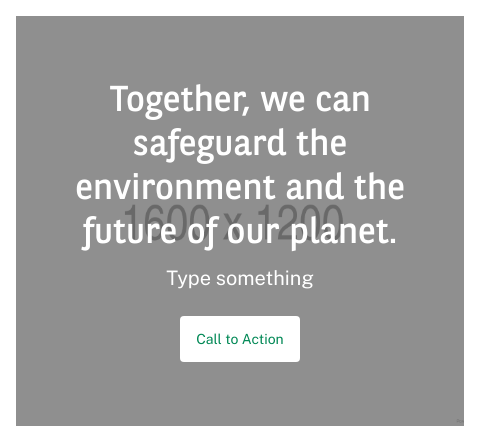 Together, we can
safeguard the
environment and the
1600 x 1200
future of our planet.
Type something
Call to Action